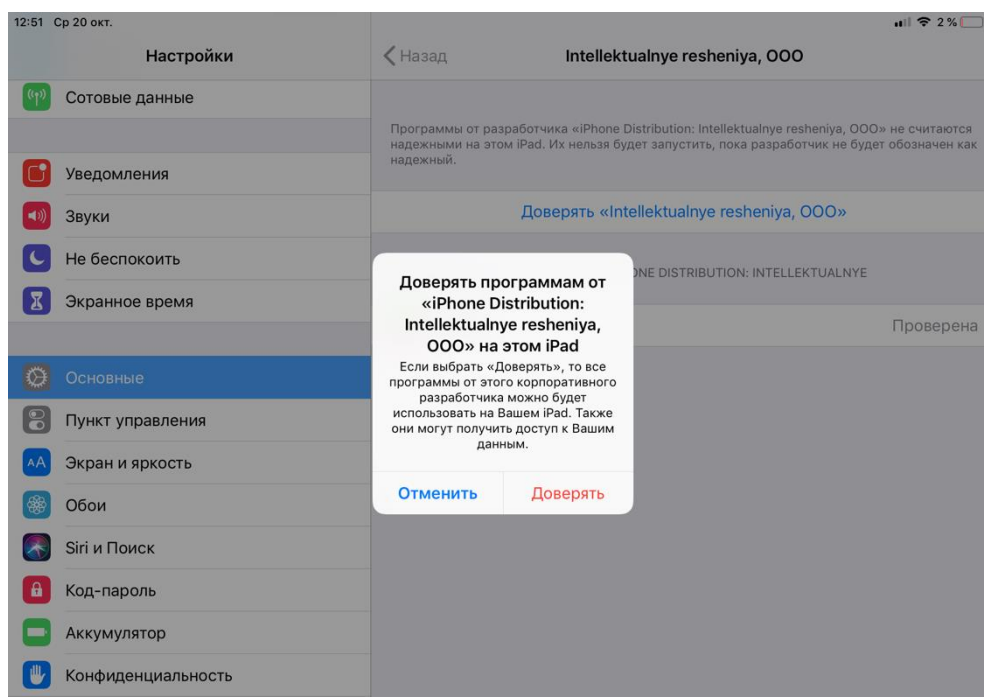 12:51 Ср 20 окт.
2 %
Настройки
Сотовые данные
Уведомления
Звуки
Не беспокоить
Экранное время
Основные
Пункт управления
Экран и яркость
Обои
Siri и Поиск
Код-пароль
Аккумулятор
Конфиденциальность
Назад
Intellektualnye resheniya, OOO
Программы от разработчика «iPhone Distribution: Intellektualnye resheniya, OOO» не считаются
надежными на этом iPad. Их нельзя будет запустить, пока разработчик не будет обозначен как
надежный.
Доверять «Intellektualnye resheniya, OOO»
NE DISTRIBUTION: INTELLEKTUALNYE
Проверена
Доверять программам от
«iPhone Distribution:
Intellektualnye resheniya,
OOO» на этом iPad
Если выбрать «Доверять», то все
программы от этого корпоративного
разработчика можно будет
использовать на Вашем iPad. Также
они могут получить доступ к Вашим
данным.
Отменить
Доверять